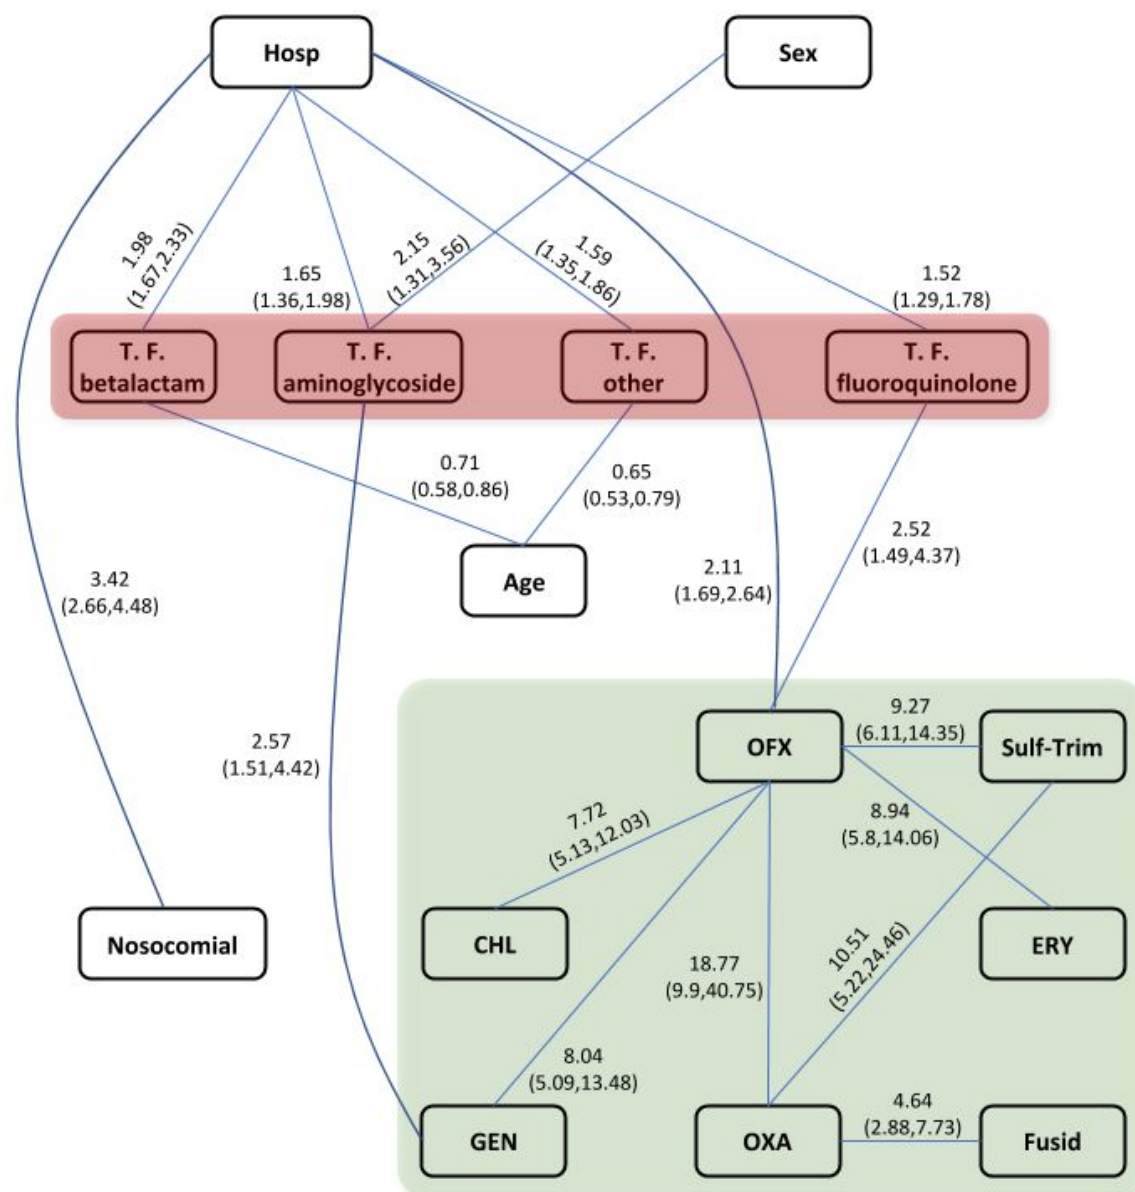 Hosp
Sex
1.98
(1.67,2.33)
1.65
(1.36,1.98)
2.15
(1.31,3.56)
1.59
(1.35,1.86)
1.52
(1.29,1.78)
T. F.
betalactam
T. F.
aminoglycoside
T. F.
other
T. F.
fluoroquinolone
0.71
(0.58,0.86)
0.65
(0.53,0.79)
2.52
(1.49,4.37)
Age
3.42
(2.66,4.48)
2.11
(1.69,2.64)
2.57
(1.51,4.42)
OFX
9.27
(6.11,14.35)
Sulf-Trim
7.72
(5.13,12.03)
8.94
(5.8,14.06)
Nosocomial
CHL
18.77
(9.9,40.75)
10.51
(5.22,24.46)
ERY
8.04
(5.09,13.48)
GEN
OXA
4.64
(2.88,7.73)
Fusid